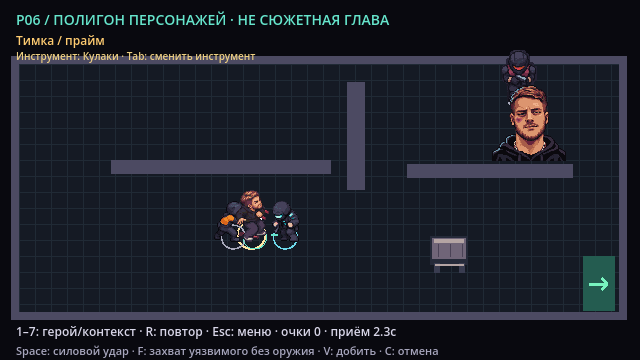 P06 / ПОЛИГОН ПЕРСОНАЖЕЙ · НЕ СЮЖЕТНАЯ ГЛАВА
Тимка / прайм
Инструмент: Кулаки · Tab: сменить инструмент
1–7: герой/контекст · R: повтор · Esc: меню · очки 0 · приём 2.3с
Space: силовой удар · F: захват уязвимого без оружия · V: добить · C: отмена